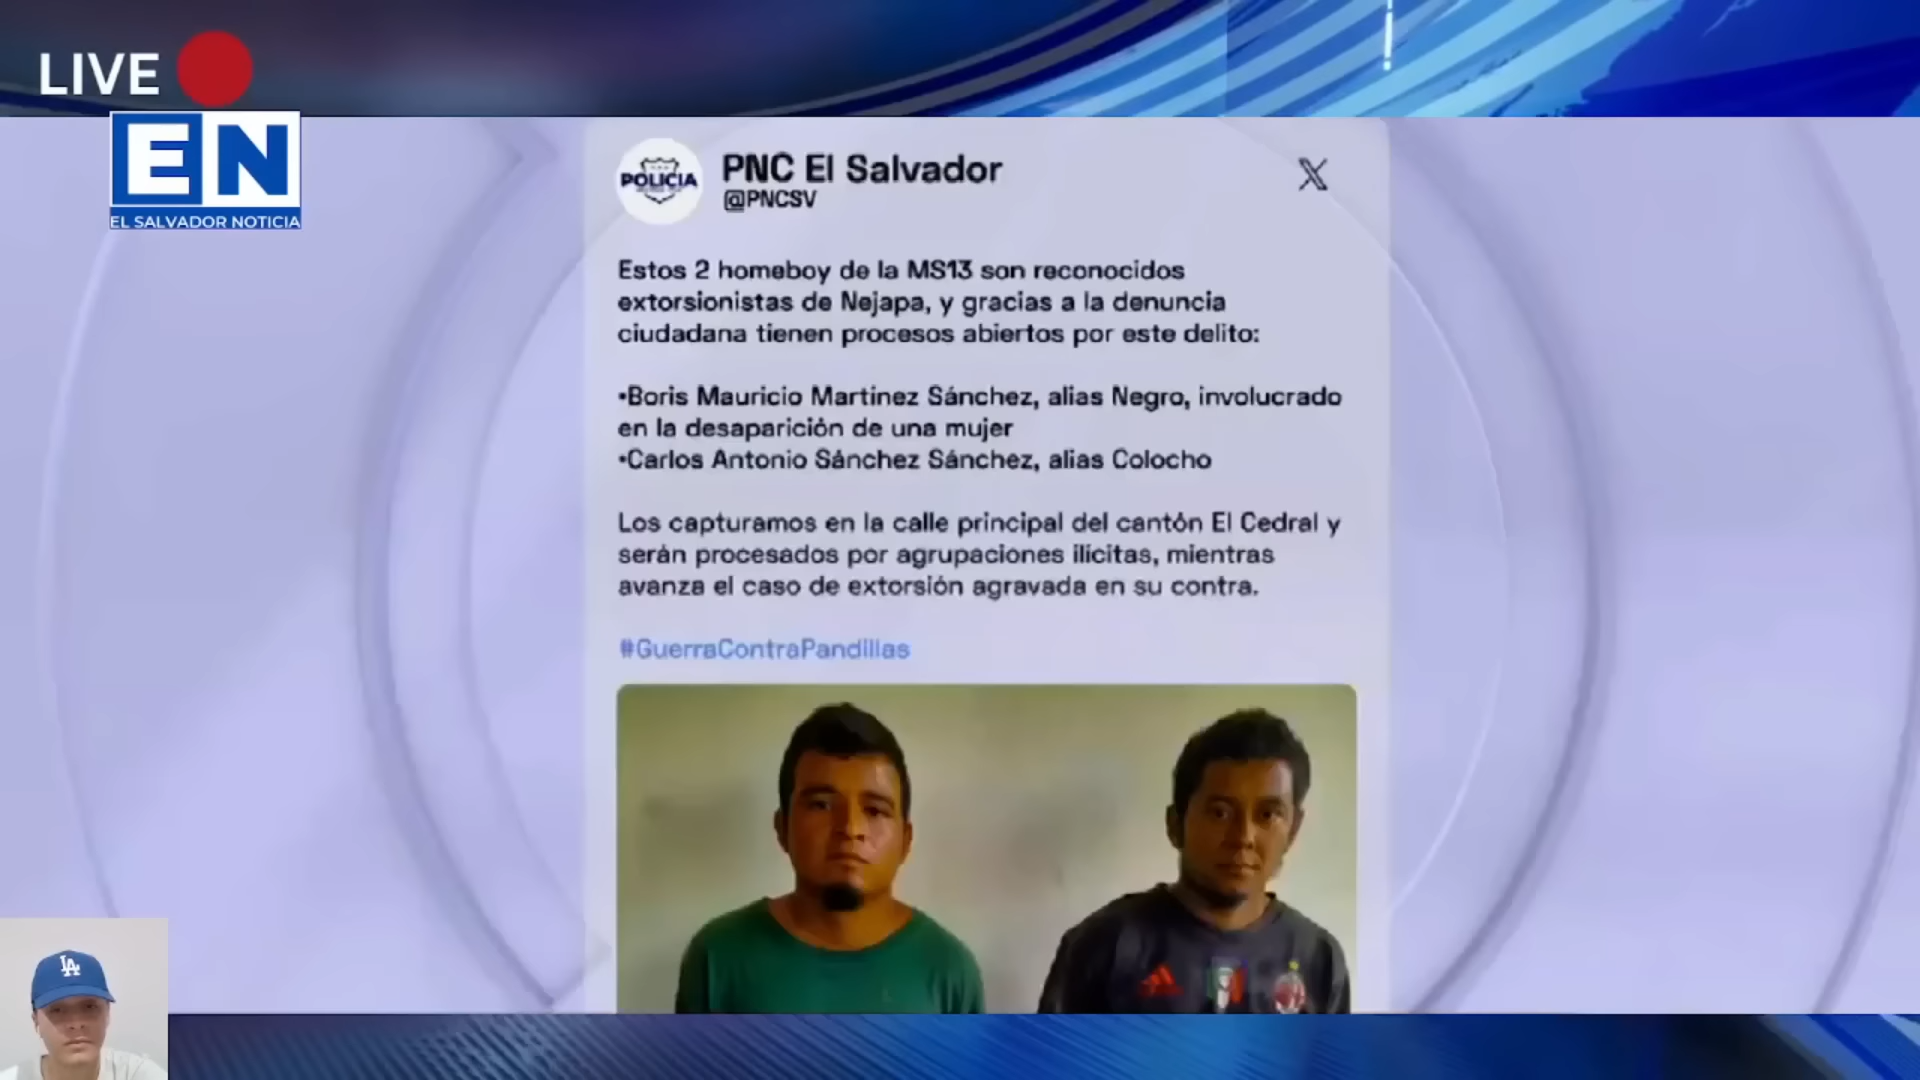 LIVE
EN
EL SALVADOR NOTICIA
POLICIA
PNC El Salvador
@PNCSV
X
Estos 2 homeboy de la MS13 son reconocidos
extorsionistas de Nejapa, y gracias a la denuncia
ciudadana tienen procesos abiertos por este delito:
•Boris Mauricio Martínez Sánchez, alias Negro, involucrado
en la desaparición de una mujer
•Carlos Antonio Sánchez Sánchez, alias Colocho
Los capturamos en la calle principal del cantón El Cedral y
serán procesados por agrupaciones ilícitas, mientras
avanza el caso de extorsión agravada en su contra.
#GuerraContraPandillas
LA